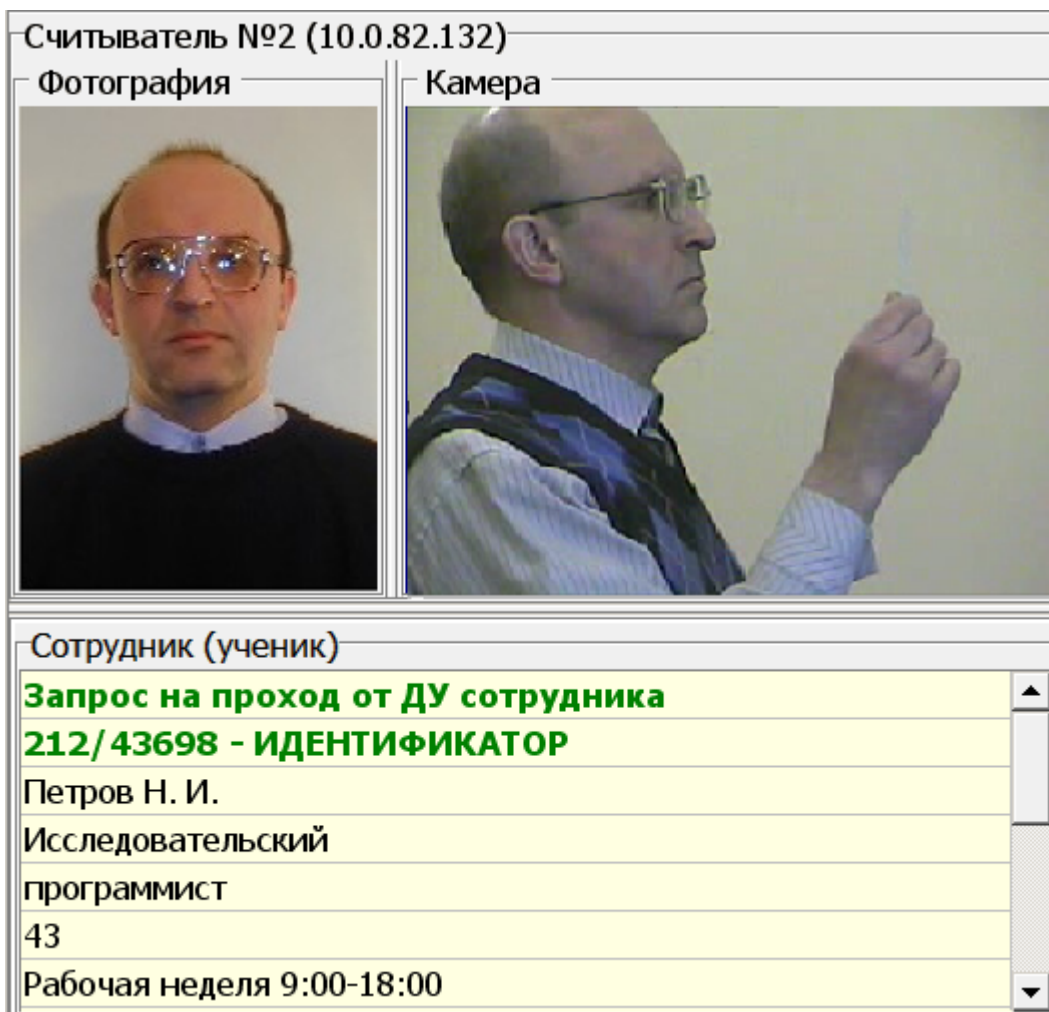 Считыватель №2 (10.0.82.132)
Фотография
Камера
Сотрудник (ученик)
Запрос на проход от ДУ сотрудника
212/43698 - ИДЕНТИФИКАТОР
Петров Н. И.
Исследовательский
программист
43
Рабочая неделя 9:00-18:00